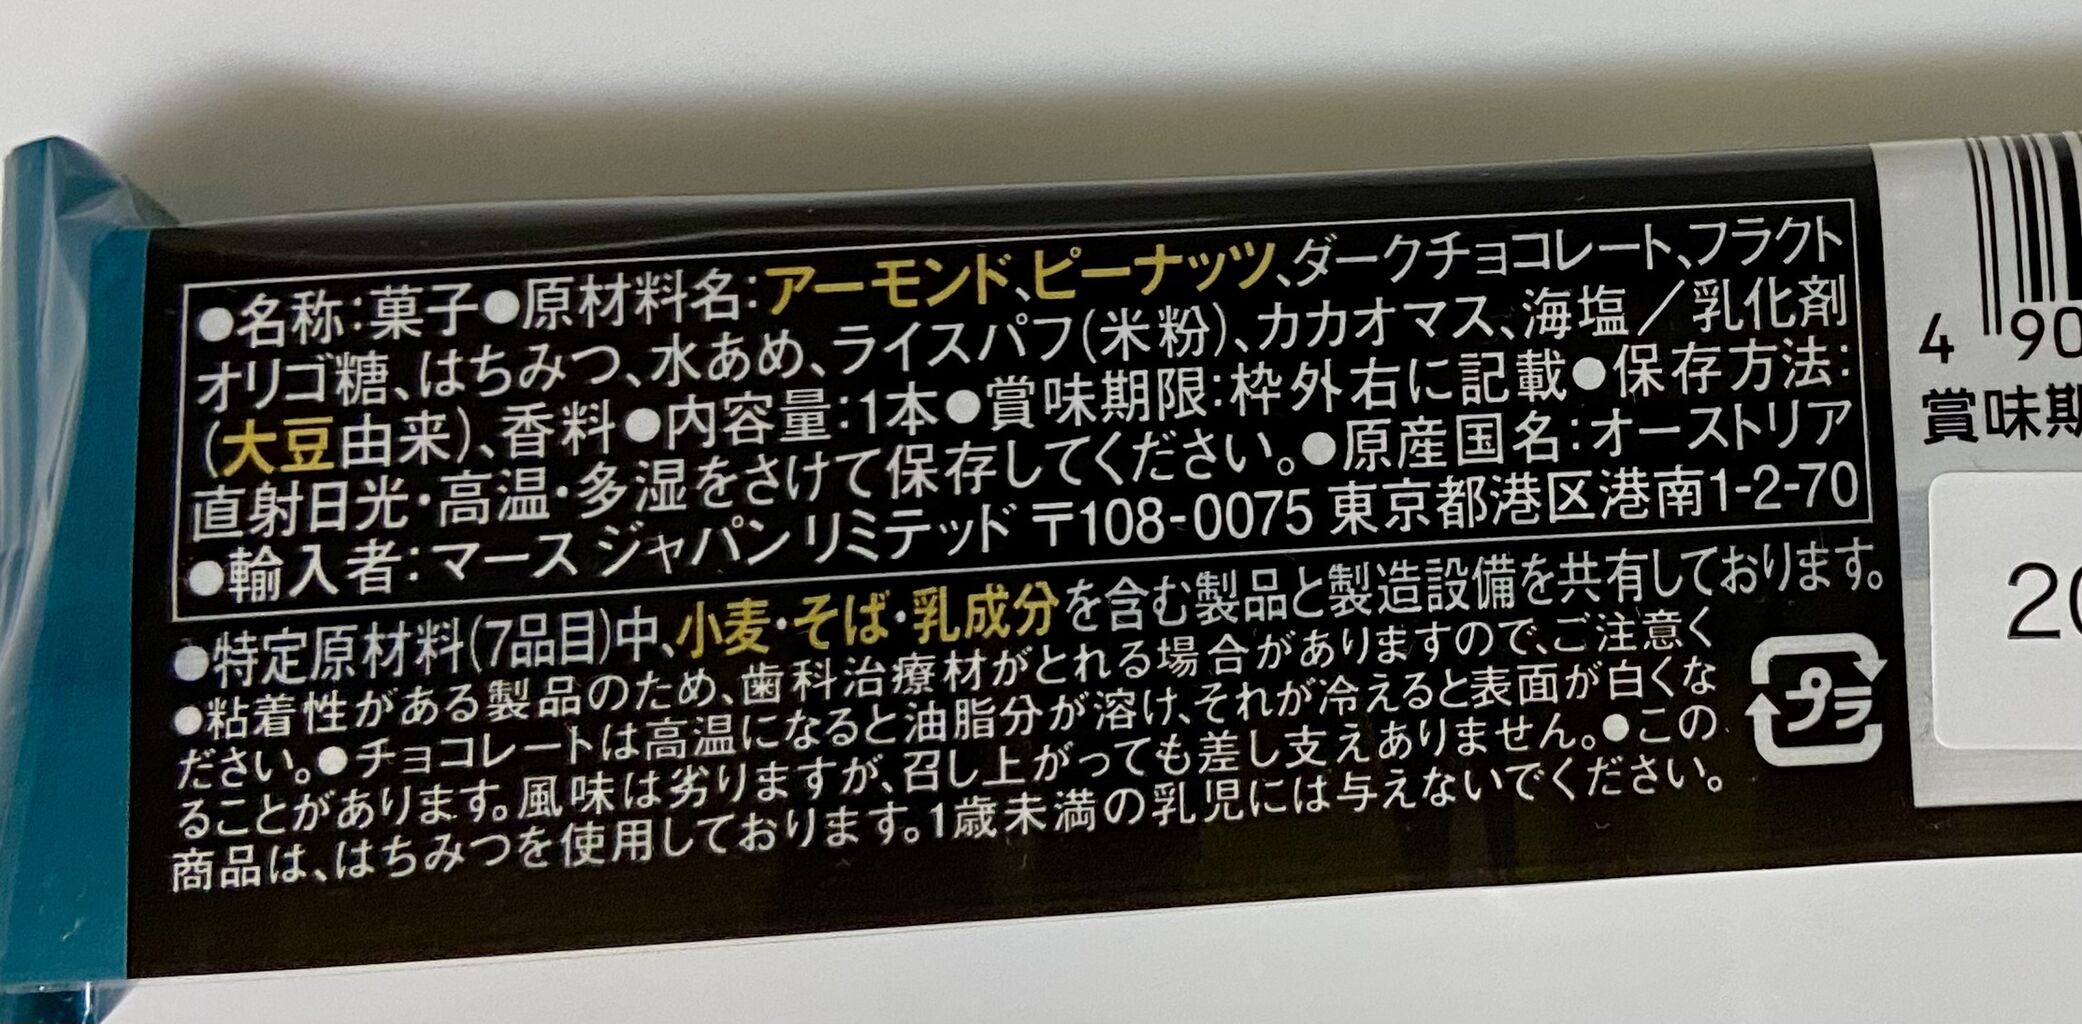 ●名称：菓子●原材料名：アーモンド、ピーナッツ、ダークチョコレート、フラクト
オリゴ糖、はちみつ、水あめ、ライスパフ(米粉)、カカオマス、海塩／乳化剤
(大豆由来)、香料●内容量：1本●賞味期限：枠外右に記載●保存方法：
直射日光・高温・多湿をさけて保存してください。●原産国名：オーストリア
●輸入者：マース ジャパン リミテッド 〒108-0075 東京都港区港南1-2-70
●特定原材料(7品目)中、小麦・そば・乳成分を含む製品と製造設備を共有しております。
●粘着性がある製品のため、歯科治療材がとれる場合がありますので、ご注意く
ださい。●チョコレートは高温になると油脂分が溶け、それが冷えると表面が白くな
ることがあります。風味は劣りますが、召し上がっても差し支えありません。●この
商品は、はちみつを使用しております。1歳未満の乳児には与えないでください。
プラ
4 90
賞味期
20